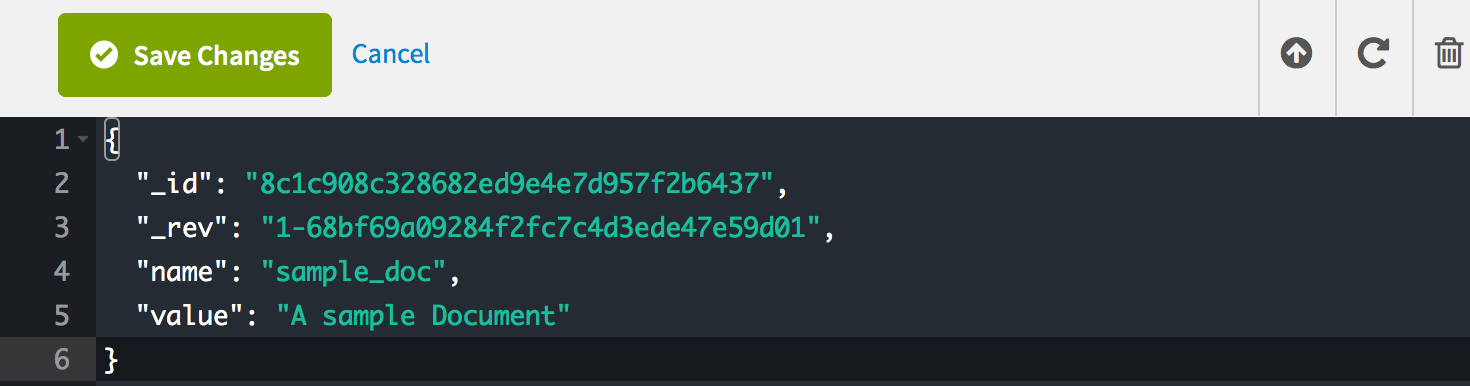 Save Changes Cancel
1 {
2 "_id": "8c1c908c328682ed9e4e7d957f2b6437",
3 "_rev": "1-68bf69a09284f2fc7c4d3ede47e59d01",
4 "name": "sample_doc",
5 "value": "A sample Document"
6 }